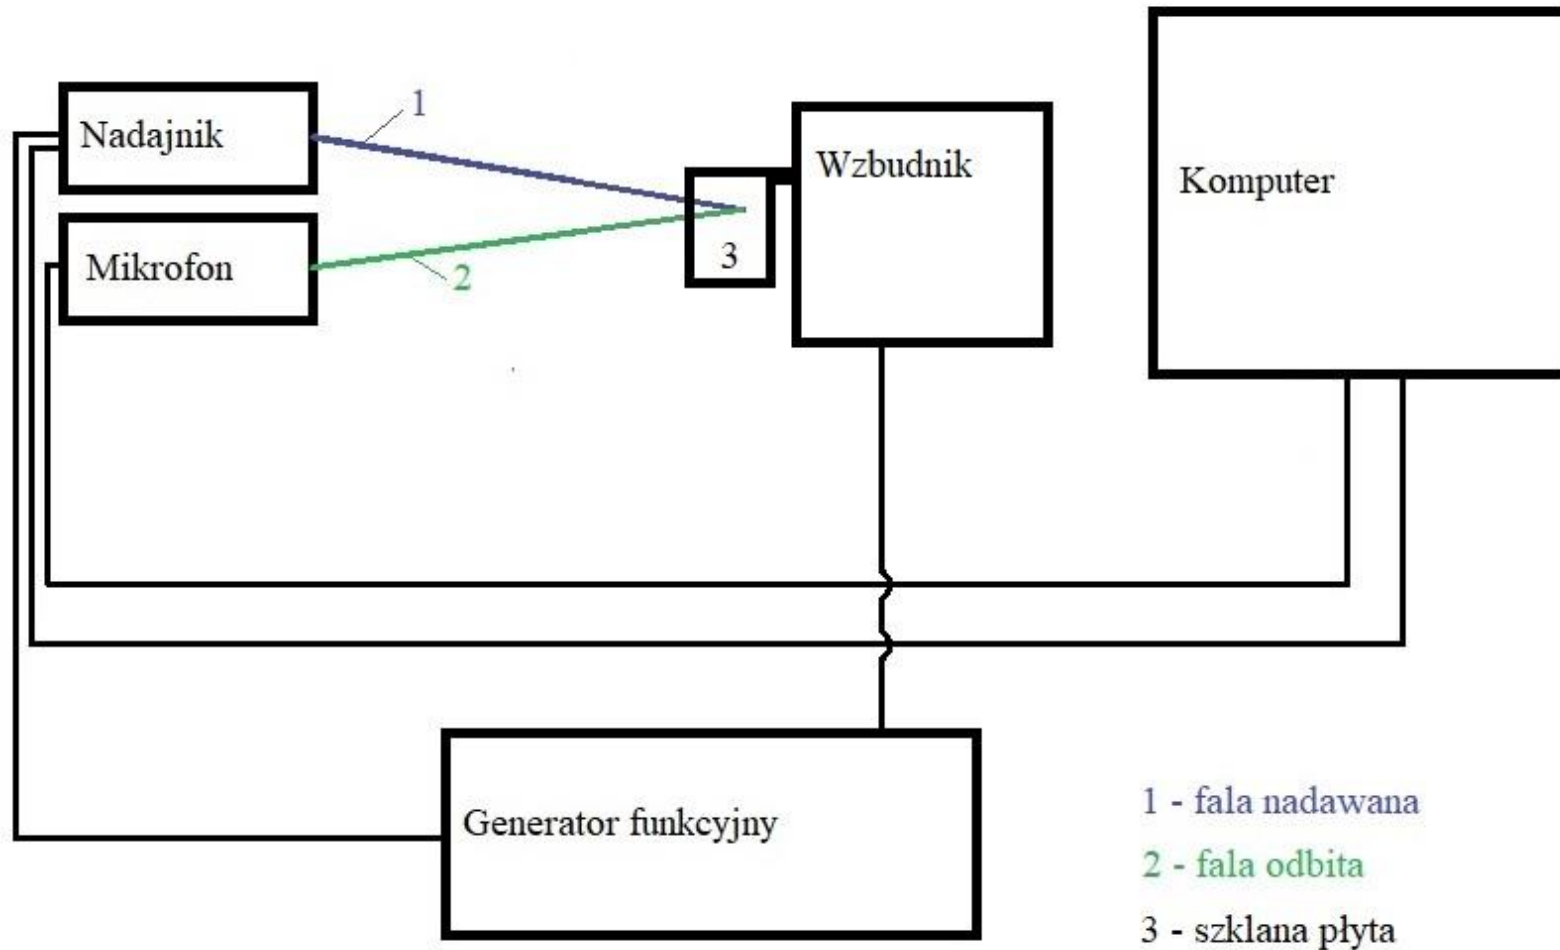 Nadajnik
1
Mikrofon
2
3
Wzbudnik
Komputer
Generator funkcyjny
1 - fala nadawana
2 - fala odbita
3 - szklana płyta